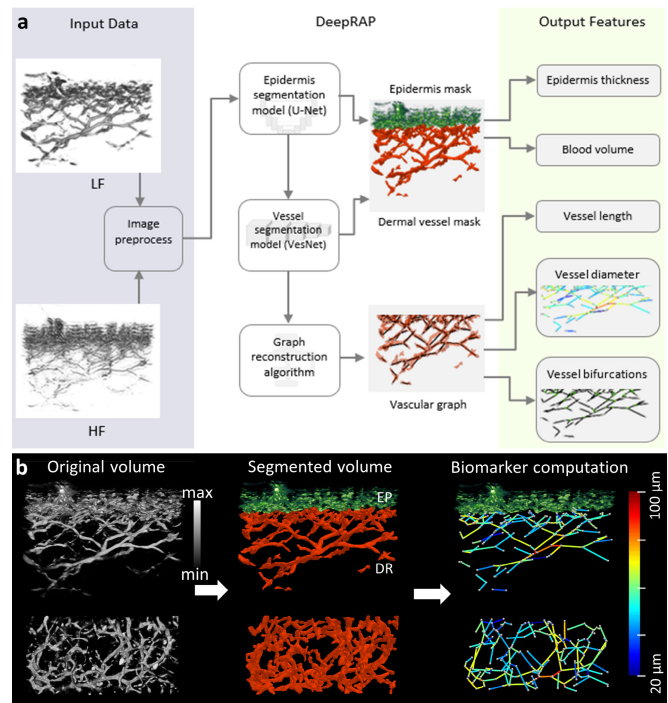 a
Input Data
DeepRAP
Output Features
LF
Image
preprocess
HF
Epidermis
segmentation
model (U-Net)
Vessel
segmentation
model (VesNet)
Graph
reconstruction
algorithm
Epidermis mask
Dermal vessel mask
Vascular graph
Epidermis thickness
Blood volume
Vessel length
Vessel diameter
Vessel bifurcations
b
Original volume
Segmented volume
Biomarker computation
max
min
EP
DR
100 µm
20 µm